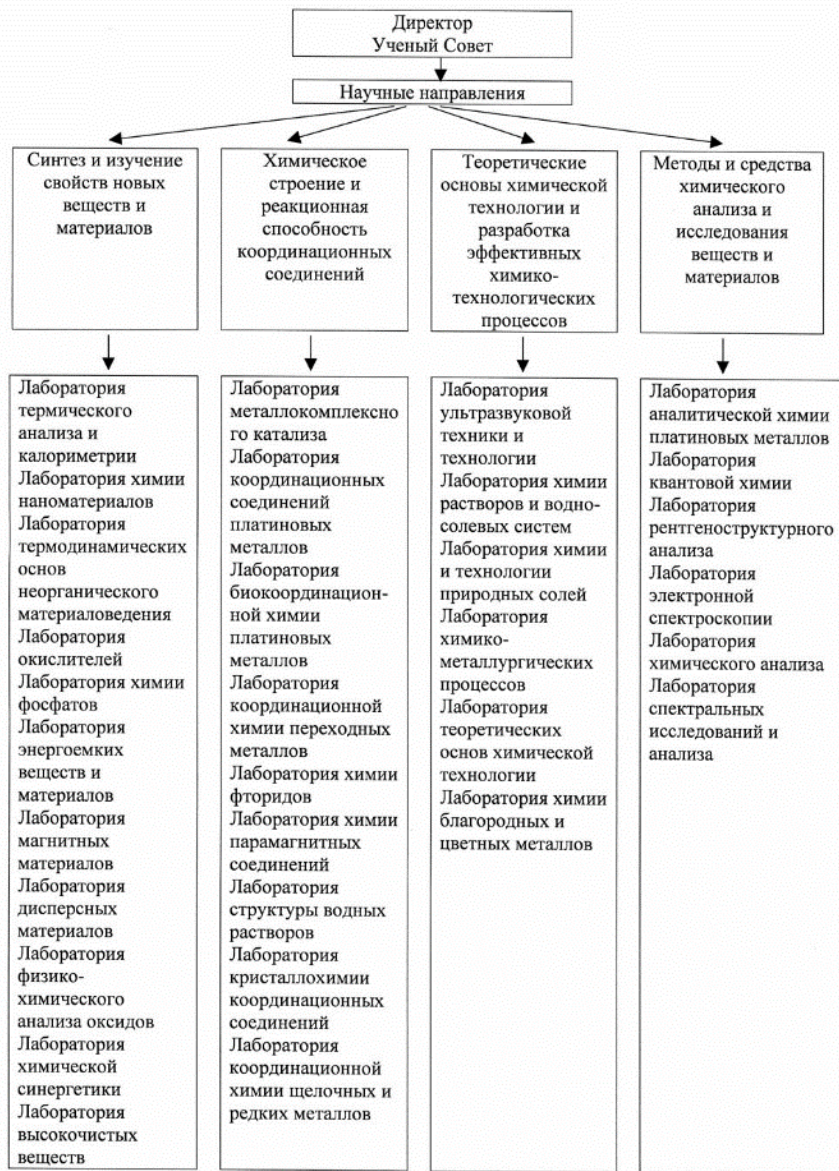 Директор
Ученый Совет
Научные направления
Синтез и изучение
свойств новых
веществ и
материалов
Химическое
строение и
реакционная
способность
координационных
соединений
Теоретические
основы химической
технологии и
разработка
эффективных
химико-
технологических
процессов
Методы и средства
химического
анализа и
исследования
веществ и
материалов
Лаборатория
термического
анализа и
калориметрии
Лаборатория химии
наноматериалов
Лаборатория
термодинамических
основ
неорганического
материаловедения
Лаборатория
окислителей
Лаборатория химии
фосфатов
Лаборатория
энергоемких
веществ и
материалов
Лаборатория
магнитных
материалов
Лаборатория
дисперсных
материалов
Лаборатория
физико-
химического
анализа оксидов
Лаборатория
химической
синергетики
Лаборатория
высокочистых
веществ
Лаборатория
металлокомплексно
го катализа
Лаборатория
координационных
соединений
платиновых
металлов
Лаборатория
биокоординацион-
ной химии
платиновых
металлов
Лаборатория
координационной
химии переходных
металлов
Лаборатория химии
фторидов
Лаборатория химии
парамагнитных
соединений
Лаборатория
структуры водных
растворов
Лаборатория
кристаллохимии
координационных
соединений
Лаборатория
координационной
химии щелочных и
редких металлов
Лаборатория
ультразвуковой
техники и
технологии
Лаборатория химии
растворов и водно-
солевых систем
Лаборатория химии
и технологии
природных солей
Лаборатория
химико-
металлургических
процессов
Лаборатория
теоретических
основ химической
технологии
Лаборатория химии
благородных и
цветных металлов
Лаборатория
аналитической химии
платиновых металлов
Лаборатория
квантовой химии
Лаборатория
рентгеноструктурного
анализа
Лаборатория
электронной
спектроскопии
Лаборатория
химического анализа
Лаборатория
спектральных
исследований и
анализа